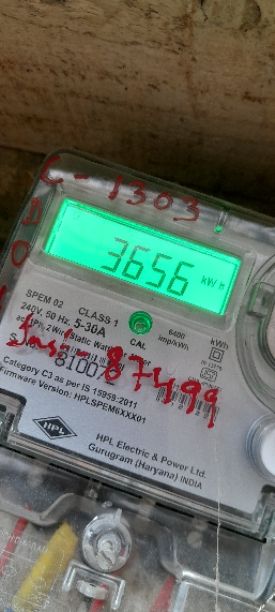 C-1303
3656 kWh
SPEM 02 CLASS 1
240V, 50 Hz, 5-30A
6400 imp/kWh
kWh
CAL
Category C3 as per IS 15959:2011
Firmware Version: HPLSPEM6XXX01
87499
HPL
HPL Electric & Power Ltd.
Gurugram (Haryana) INDIA